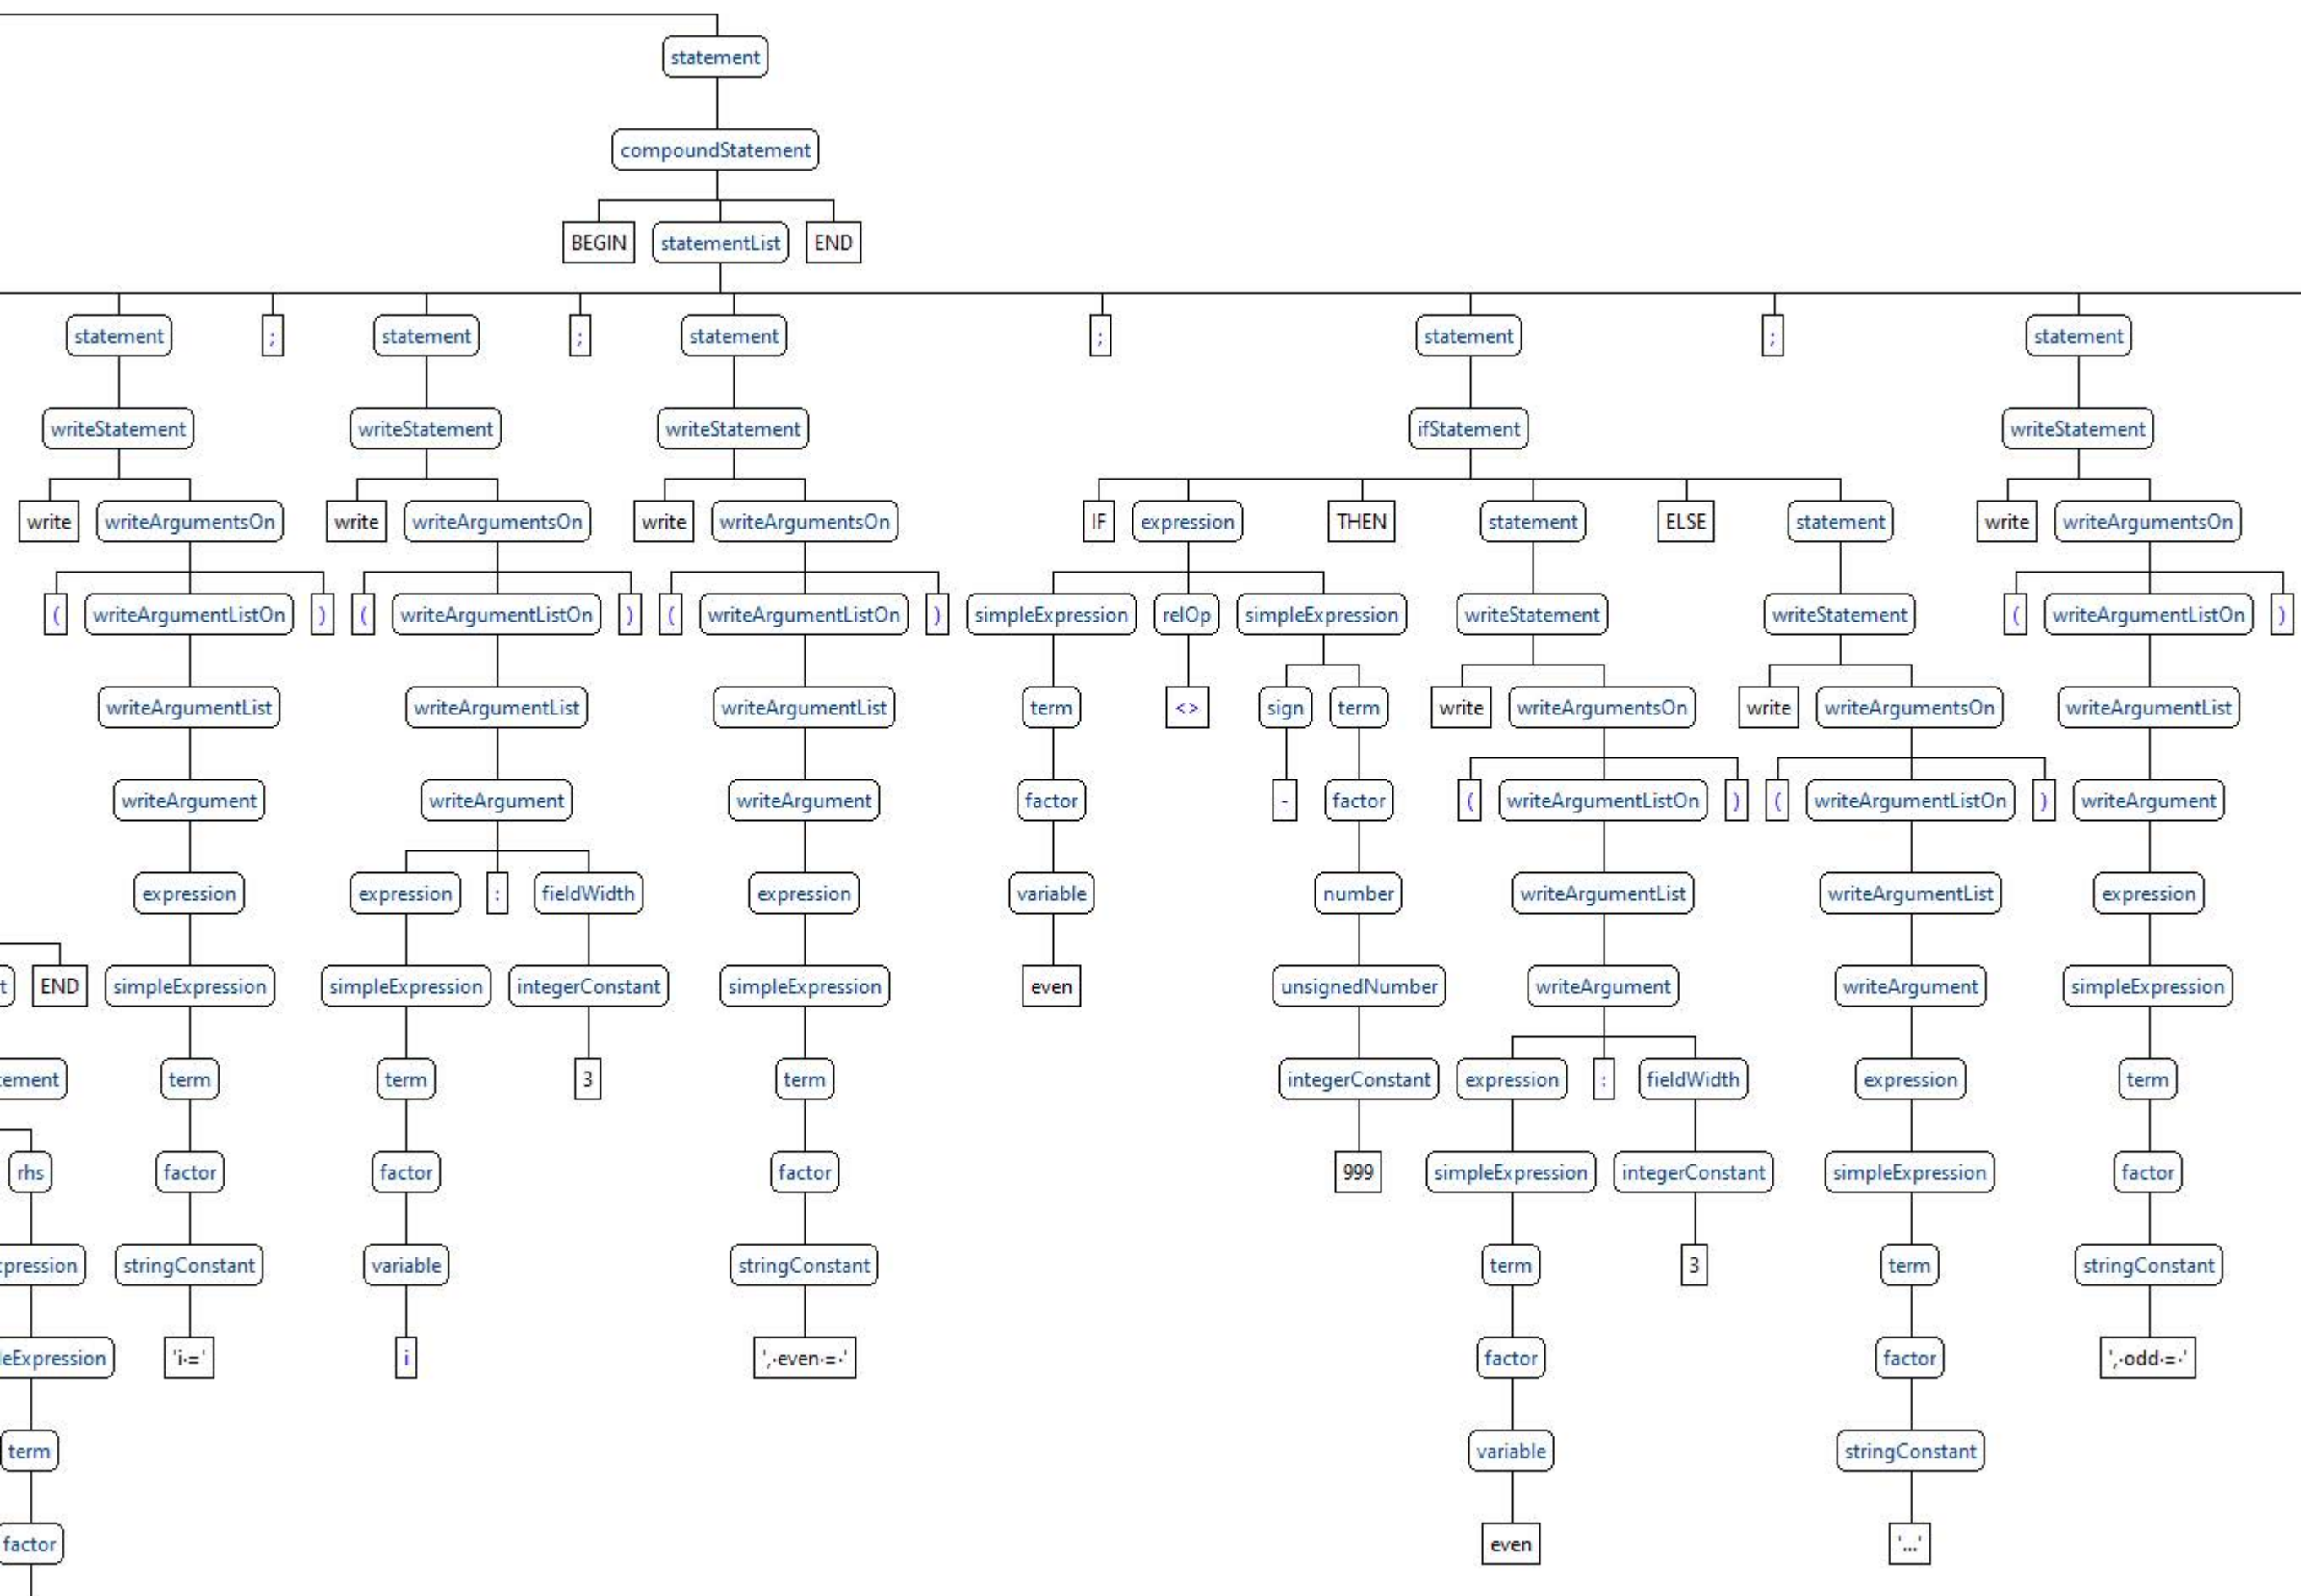 statement
compoundStatement
BEGIN statementList END
statement ; statement ; statement ; statement ; statement
writeStatement writeStatement writeStatement ifStatement writeStatement
write writeArgumentsOn write writeArgumentsOn write writeArgumentsOn IF expression THEN statement ELSE statement write writeArgumentsOn
( writeArgumentListOn ) ( writeArgumentListOn ) ( writeArgumentListOn ) simpleExpression relOp simpleExpression writeStatement writeStatement ( writeArgumentListOn )
writeArgumentList writeArgumentList writeArgumentList term <> sign term write writeArgumentsOn write writeArgumentsOn writeArgumentList
writeArgument writeArgument writeArgument factor - factor ( writeArgumentListOn ) ( writeArgumentListOn ) writeArgument
expression expression : fieldWidth expression variable number writeArgumentList writeArgumentList expression
t END simpleExpression simpleExpression integerConstant simpleExpression even unsignedNumber writeArgument writeArgument simpleExpression
ement term term 3 term integerConstant expression : fieldWidth expression term
rhs factor factor factor 999 simpleExpression integerConstant simpleExpression factor
pression stringConstant variable stringConstant term 3 term stringConstant
leExpression 'i·=' i ',·even·=·' factor factor ',·odd·=·'
term variable stringConstant
factor even '...'